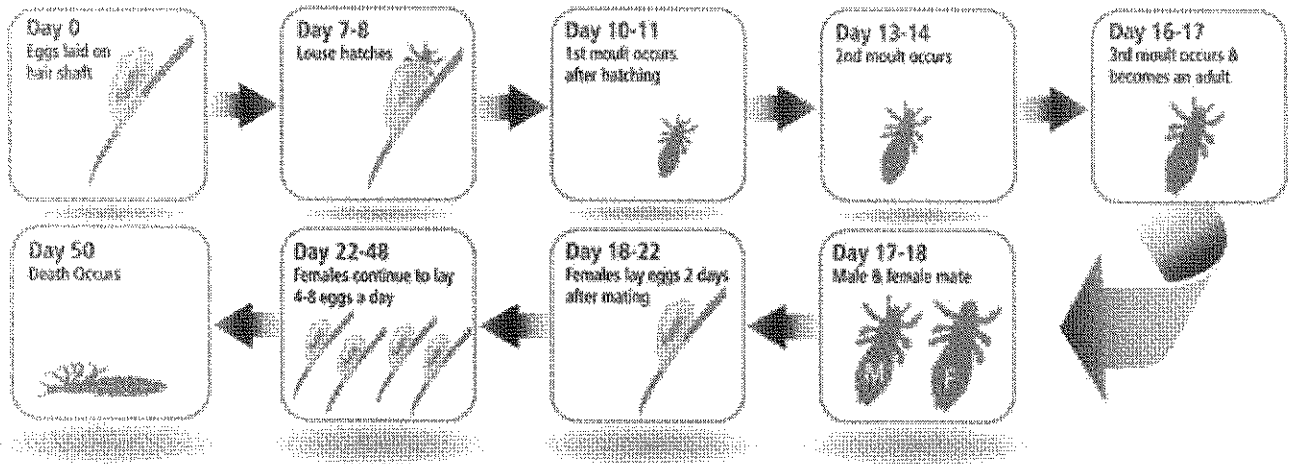 Day 0
Eggs laid on
hair shaft
Day 7-8
Louse hatches
Day 10-11
1st moult occurs
after hatching
Day 13-14
2nd moult occurs
Day 16-17
3rd moult occurs &
becomes an adult
Day 17-18
Male & female mate
M
F
Day 18-22
Females lay eggs 2 days
after mating
Day 22-48
Females continue to lay
4-8 eggs a day
Day 50
Death Occurs